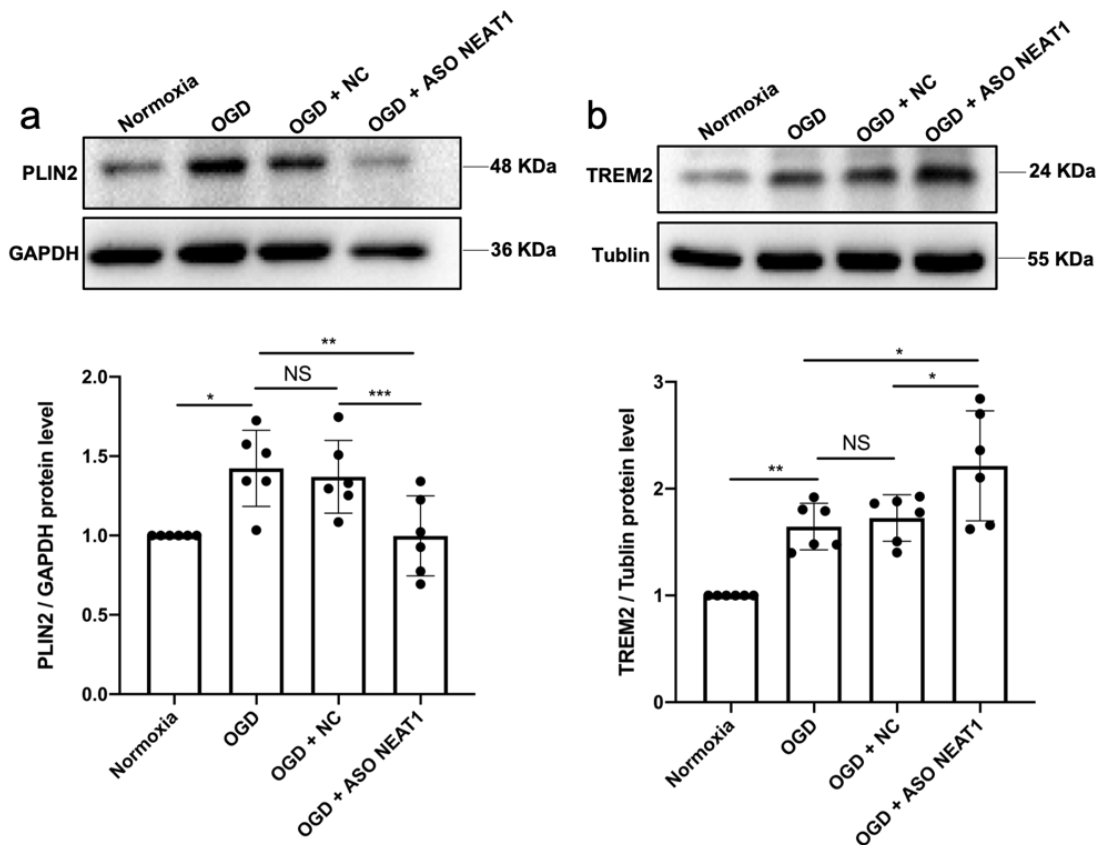 a
Normoxia
OGD
OGD + NC
OGD + ASO NEAT1
PLIN2
48 KDa
GAPDH
36 KDa
**
NS
*
***
PLIN2 / GAPDH protein level
2.0
1.5
1.0
0.5
0.0
Normoxia
OGD
OGD + NC
OGD + ASO NEAT1
b
Normoxia
OGD
OGD + NC
OGD + ASO NEAT1
TREM2
24 KDa
Tublin
55 KDa
*
*
NS
**
TREM2 / Tublin protein level
3
2
1
0
Normoxia
OGD
OGD + NC
OGD + ASO NEAT1